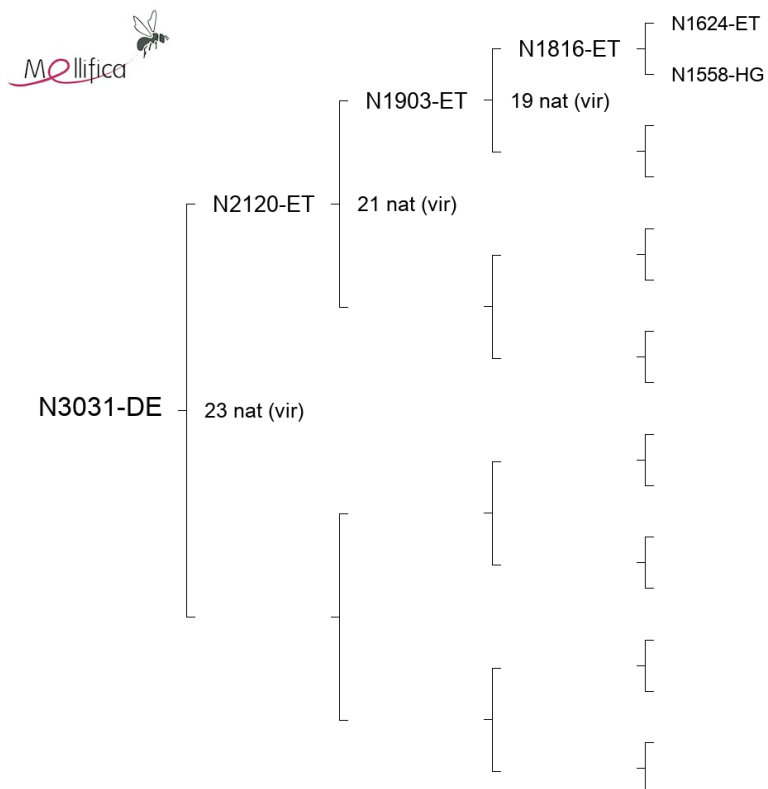 Mellifica
N1624-ET
N1816-ET
N1558-HG
N1903-ET
19 nat (vir)
N2120-ET
21 nat (vir)
N3031-DE
23 nat (vir)